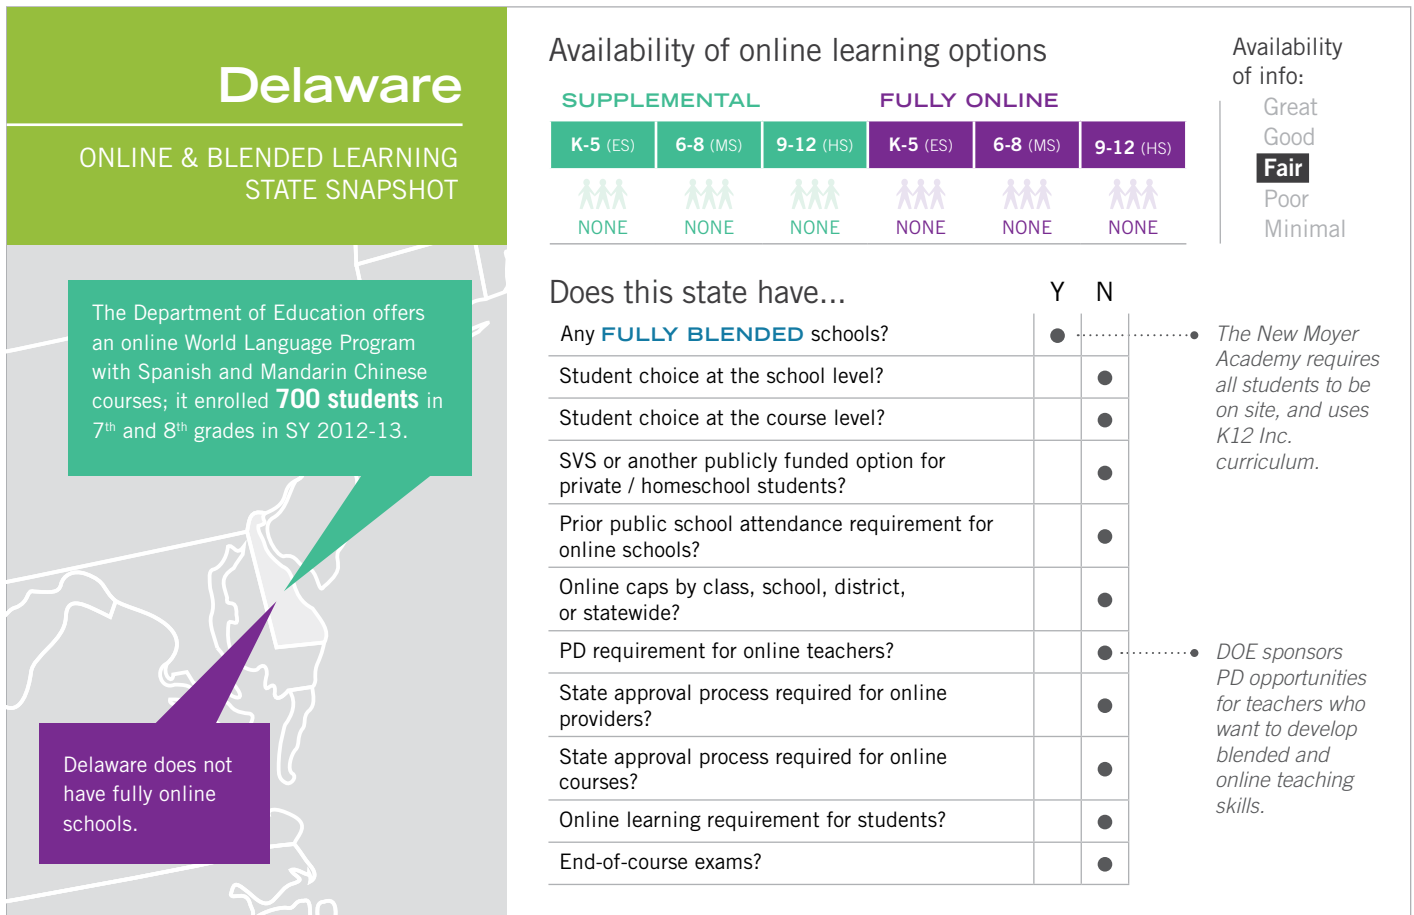 Delaware
ONLINE & BLENDED LEARNING
STATE SNAPSHOT
The Department of Education offers
an online World Language Program
with Spanish and Mandarin Chinese
courses; it enrolled 700 students in
7th and 8th grades in SY 2012-13.
Delaware does not
have fully online
schools.
Availability of online learning options
SUPPLEMENTAL FULLY ONLINE
K-5 (ES) 6-8 (MS) 9-12 (HS) K-5 (ES) 6-8 (MS) 9-12 (HS)
NONE NONE NONE NONE NONE NONE
Availability
of info:
Great
Good
Fair
Poor
Minimal
Does this state have... Y N
Any FULLY BLENDED schools?
Student choice at the school level?
Student choice at the course level?
SVS or another publicly funded option for
private / homeschool students?
Prior public school attendance requirement for
online schools?
Online caps by class, school, district,
or statewide?
PD requirement for online teachers?
State approval process required for online
providers?
State approval process required for online
courses?
Online learning requirement for students?
End-of-course exams?
The New Moyer
Academy requires
all students to be
on site, and uses
K12 Inc.
curriculum.
DOE sponsors
PD opportunities
for teachers who
want to develop
blended and
online teaching
skills.